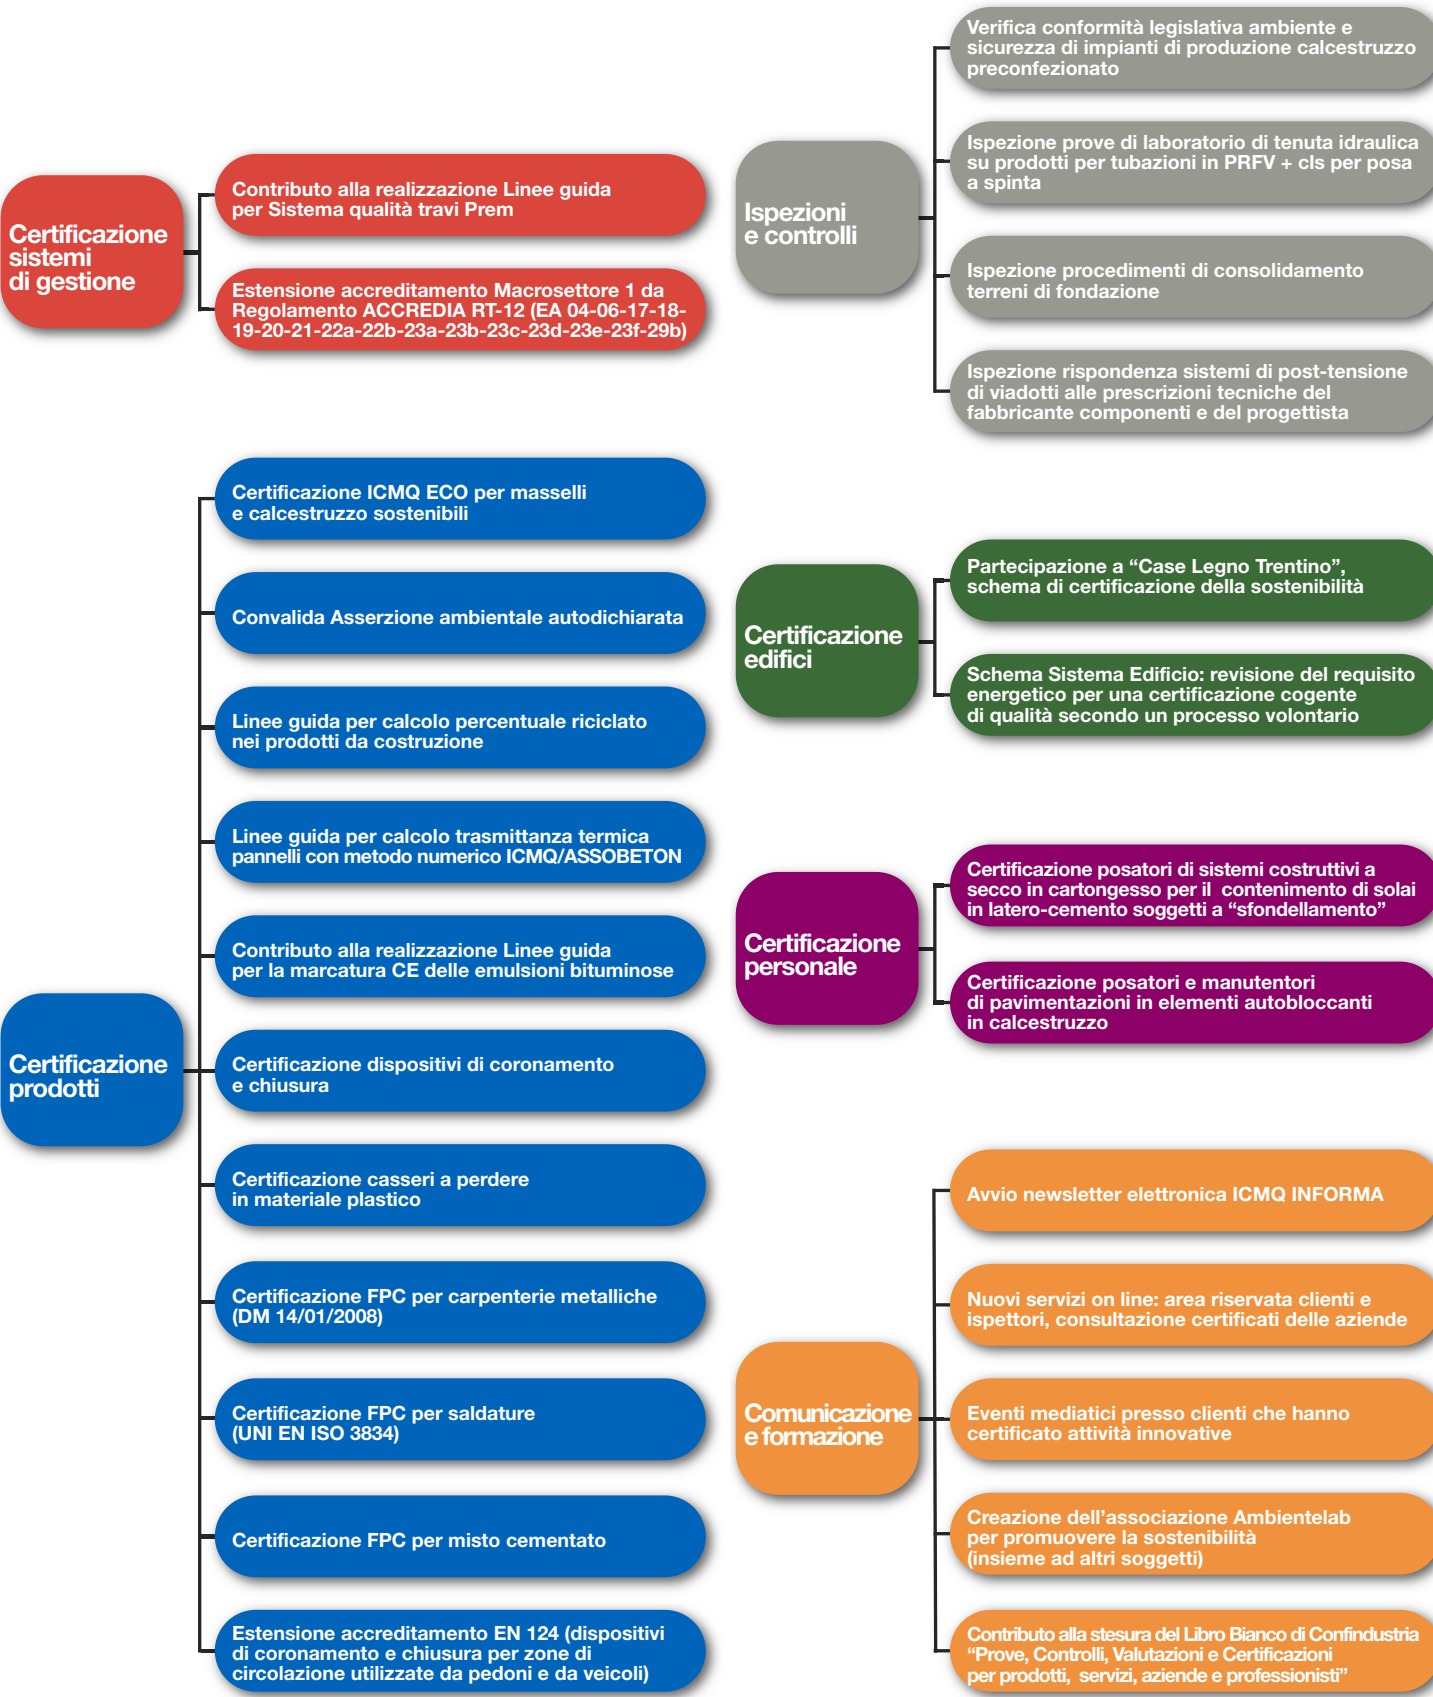 Certificazione
sistemi
di gestione
Contributo alla realizzazione Linee guida
per Sistema qualità travi Prem
Estensione accreditamento Macrosettore 1 da
Regolamento ACCREDIA RT-12 (EA 04-06-17-18-
19-20-21-22a-22b-23a-23b-23c-23d-23e-23f-29b)
Certificazione
prodotti
Certificazione ICMQ ECO per masselli
e calcestruzzo sostenibili
Convalida Asserzione ambientale autodichiarata
Linee guida per calcolo percentuale riciclato
nei prodotti da costruzione
Linee guida per calcolo trasmittanza termica
pannelli con metodo numerico ICMQ/ASSOBETON
Contributo alla realizzazione Linee guida
per la marcatura CE delle emulsioni bituminose
Certificazione dispositivi di coronamento
e chiusura
Certificazione casseri a perdere
in materiale plastico
Certificazione FPC per carpenterie metalliche
(DM 14/01/2008)
Certificazione FPC per saldature
(UNI EN ISO 3834)
Certificazione FPC per misto cementato
Estensione accreditamento EN 124 (dispositivi
di coronamento e chiusura per zone di
circolazione utilizzate da pedoni e da veicoli)
Ispezioni
e controlli
Verifica conformità legislativa ambiente e
sicurezza di impianti di produzione calcestruzzo
preconfezionato
Ispezione prove di laboratorio di tenuta idraulica
su prodotti per tubazioni in PRFV + cls per posa
a spinta
Ispezione procedimenti di consolidamento
terreni di fondazione
Ispezione rispondenza sistemi di post-tensione
di viadotti alle prescrizioni tecniche del
fabbricante componenti e del progettista
Certificazione
edifici
Partecipazione a “Case Legno Trentino”,
schema di certificazione della sostenibilità
Schema Sistema Edificio: revisione del requisito
energetico per una certificazione cogente
di qualità secondo un processo volontario
Certificazione
personale
Certificazione posatori di sistemi costruttivi a
secco in cartongesso per il contenimento di solai
in latero-cemento soggetti a “sfondellamento”
Certificazione posatori e manutentori
di pavimentazioni in elementi autobloccanti
in calcestruzzo
Comunicazione
e formazione
Avvio newsletter elettronica ICMQ INFORMA
Nuovi servizi on line: area riservata clienti e
ispettori, consultazione certificati delle aziende
Eventi mediatici presso clienti che hanno
certificato attività innovative
Creazione dell’associazione Ambientelab
per promuovere la sostenibilità
(insieme ad altri soggetti)
Contributo alla stesura del Libro Bianco di Confindustria
“Prove, Controlli, Valutazioni e Certificazioni
per prodotti, servizi, aziende e professionisti”